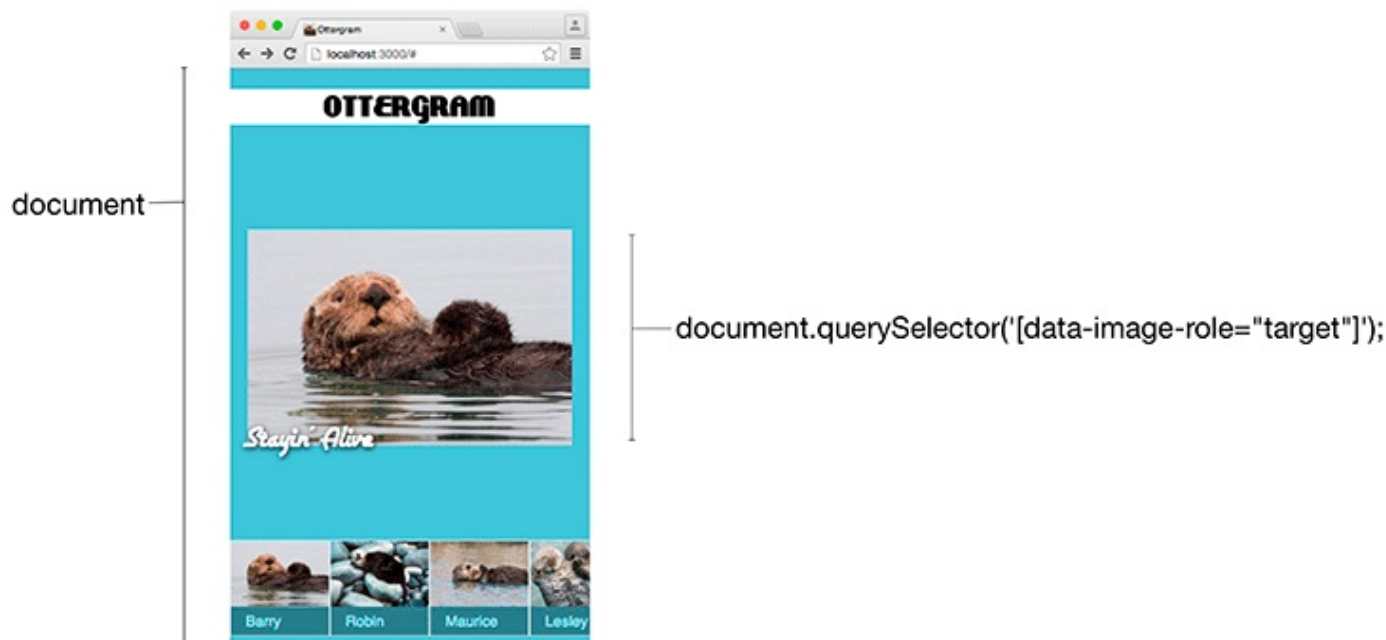 Ottergram
localhost:3000/#
OTTERGRAM
document
document.querySelector('[data-image-role="target"]');
Stayin' Alive
Barry Robin Maurice Lesley